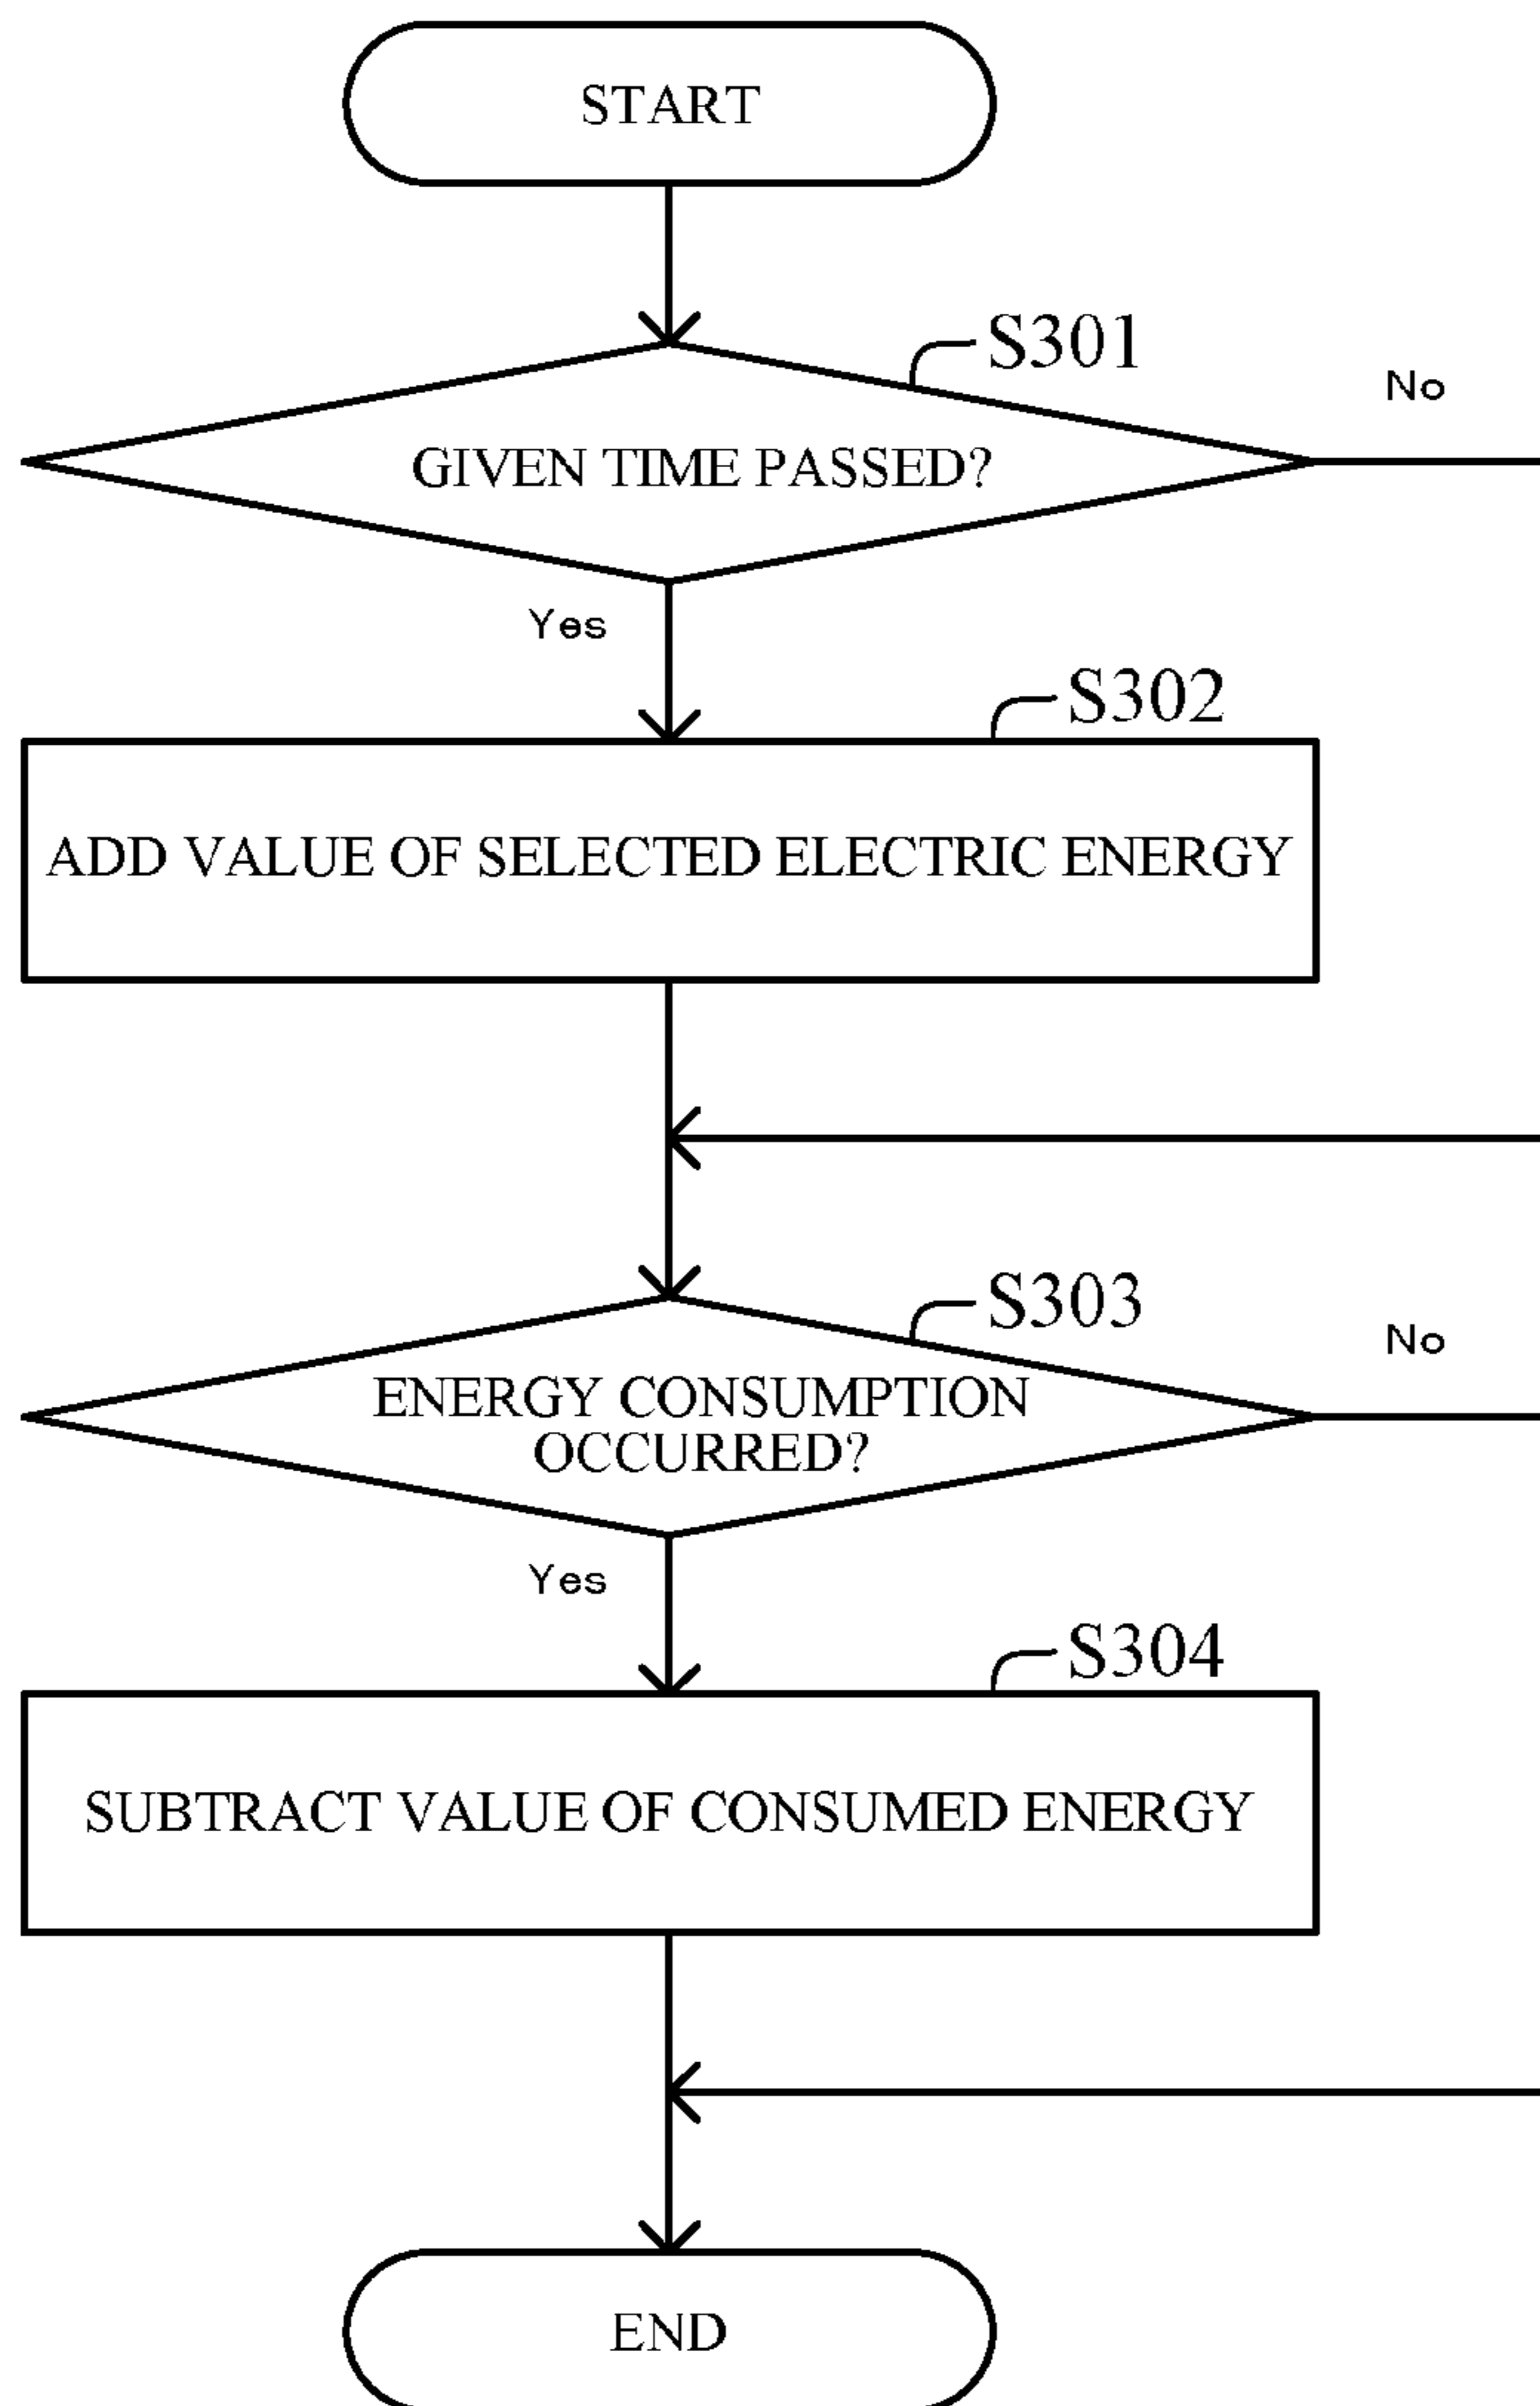 START
S301
No
GIVEN TIME PASSED?
Yes
S302
ADD VALUE OF SELECTED ELECTRIC ENERGY
S303
No
ENERGY CONSUMPTION
OCCURRED?
Yes
S304
SUBTRACT VALUE OF CONSUMED ENERGY
END